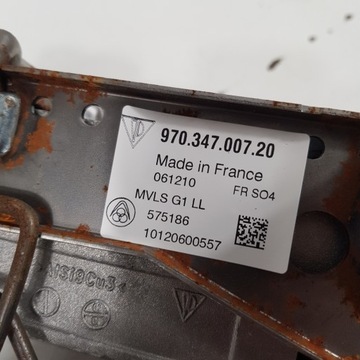 970.347.007.20
Made in France
061210 FR SO4
MVLS G1 LL
575186
10120600557